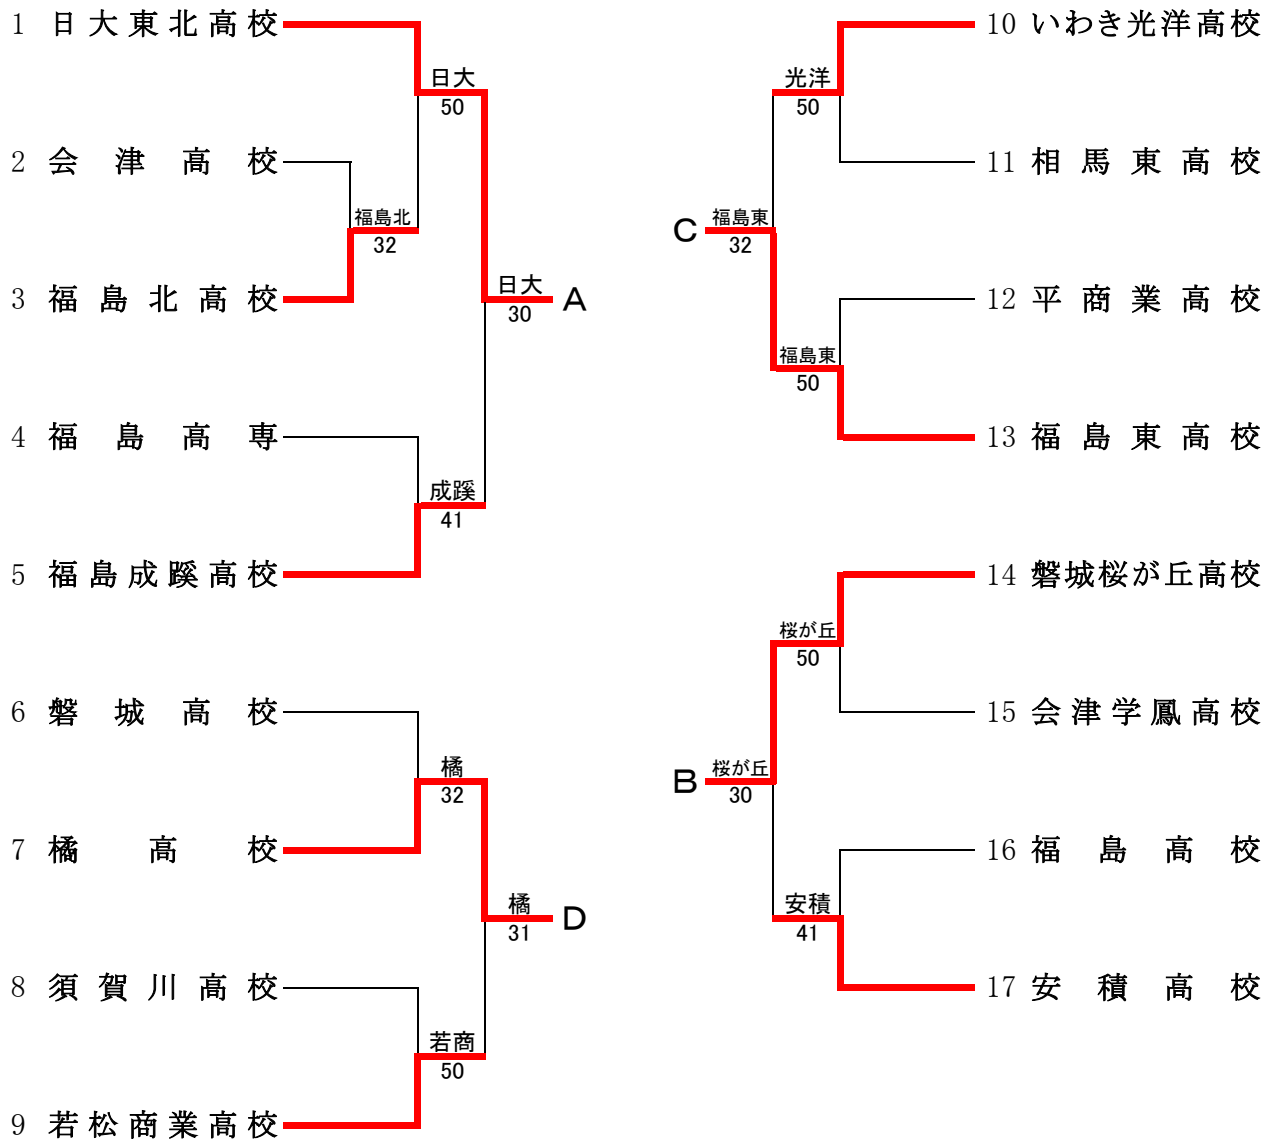 1 日大東北高校
日大
50
2 会津高校
福島北
32
3 福島北高校
日大
30
A
4 福島高専
成蹊
41
5 福島成蹊高校
6 磐城高校
橘
32
7 橘高校
橘
31
D
8 須賀川高校
若商
50
9 若松商業高校
10 いわき光洋高校
光洋
50
11 相馬東高校
C
福島東
32
12 平商業高校
福島東
50
13 福島東高校
14 磐城桜が丘高校
桜が丘
50
15 会津学鳳高校
B
桜が丘
30
16 福島高校
安積
41
17 安積高校